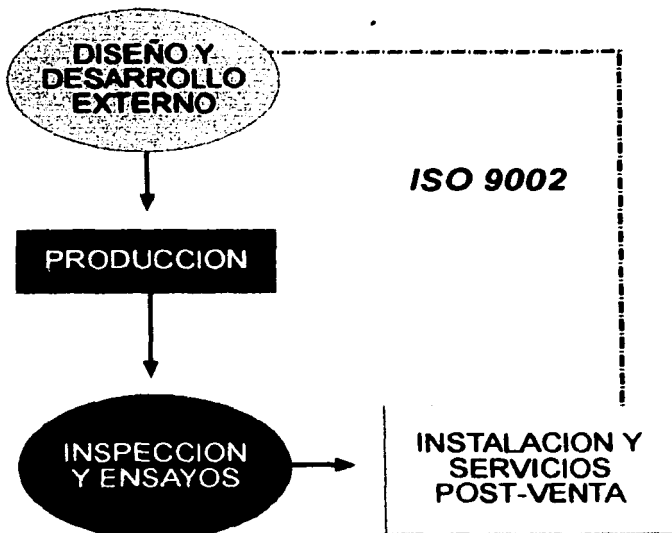 DISEÑO Y
DESARROLLO
EXTERNO
ISO 9002
PRODUCCION
INSPECCION
Y ENSAYOS
INSTALACION Y
SERVICIOS
POST-VENTA